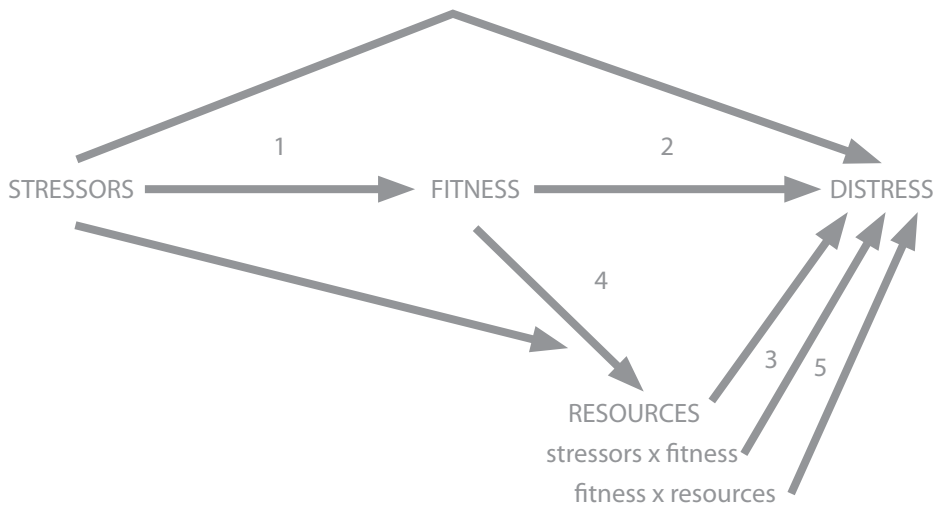 1
2
STRESSORS
FITNESS
DISTRESS
4
3
5
RESOURCES
stressors x fitness
fitness x resources